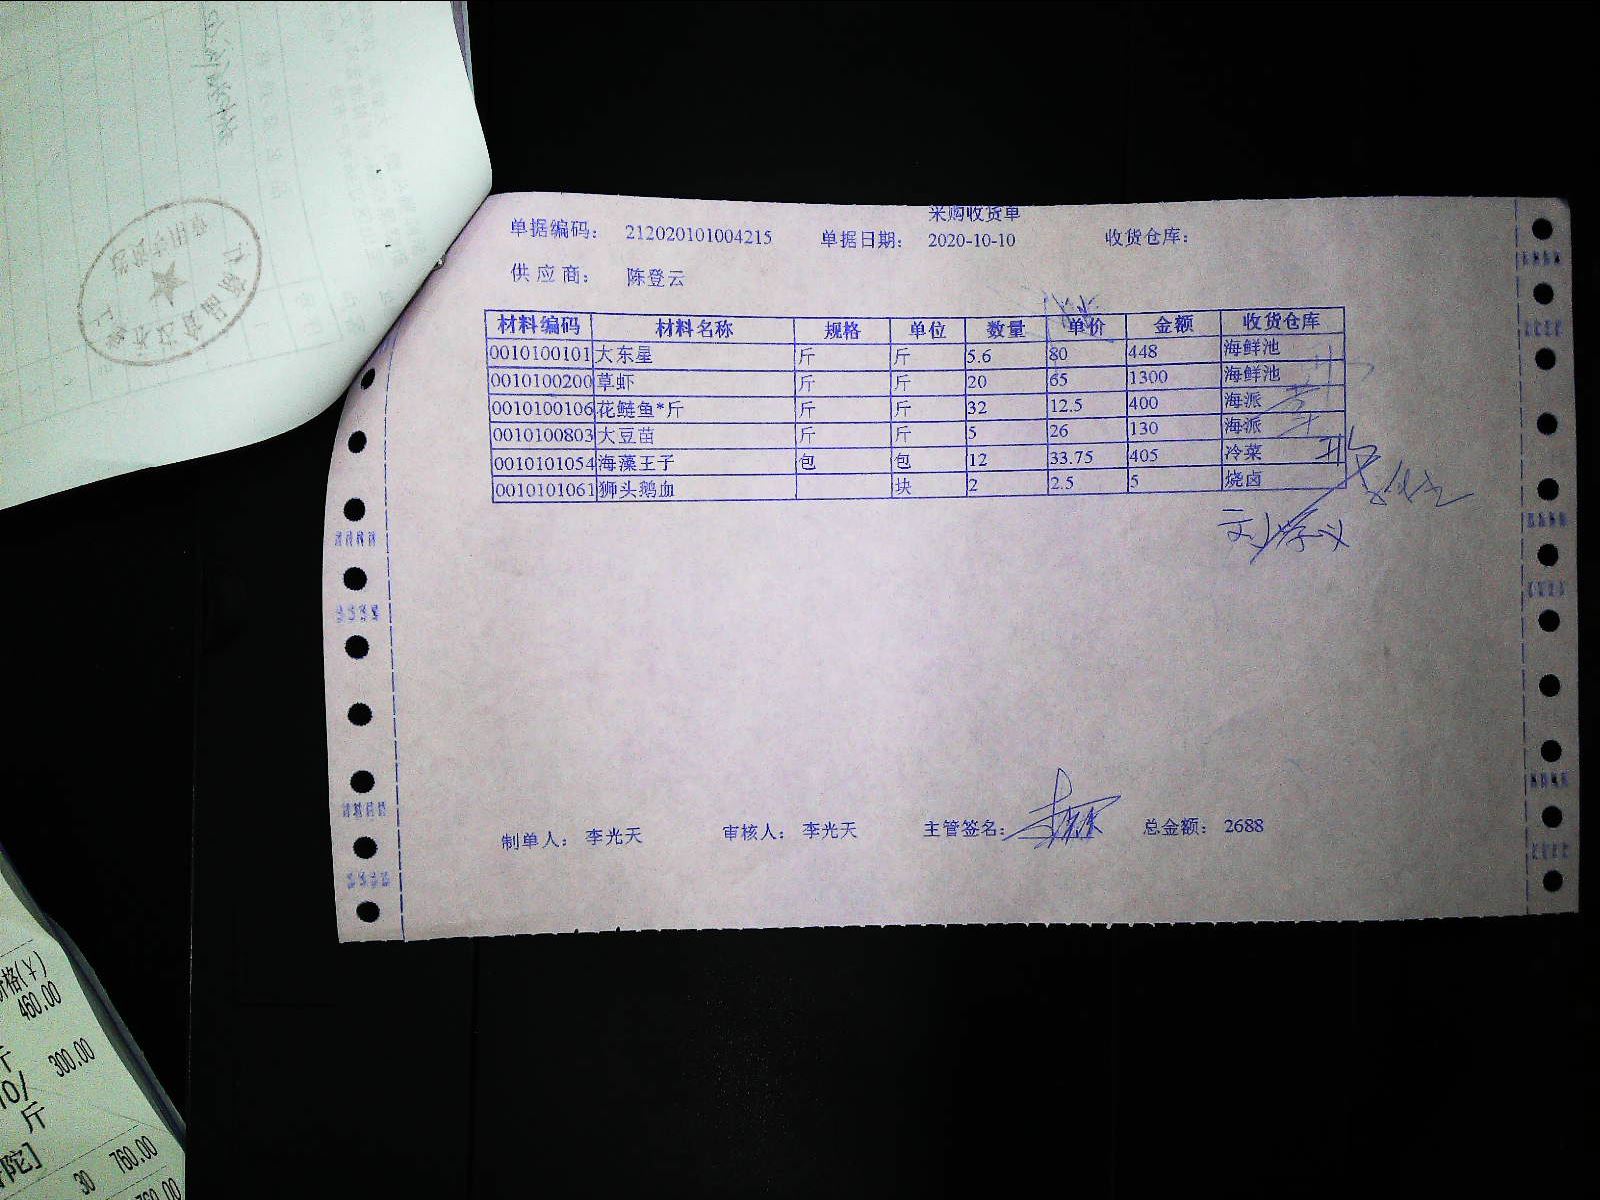 采购收货单
单据编码: 212020101004215 单据日期: 2020-10-10 收货仓库:
供应商: 陈登云
材料编码 材料名称 规格 单位 数量 单价 金额 收货仓库
0010100101 大东星 斤 斤 5.6 80 448 海鲜池
0010100200 草虾 斤 斤 20 65 1300 海鲜池
0010100106 花鲢鱼*斤 斤 斤 32 12.5 400 海派
0010100803 大豆苗 斤 斤 5 26 130 海派
0010101054 海藻王子 包 包 12 33.75 405 冷菜
0010101061 狮头鹅血 块 2 2.5 5 烧卤
制单人: 李光天 审核人: 李光天 主管签名: 总金额: 2688
价格(¥)
460.00
斤 300.00
10/
斤
陀]
30 760.00
760.00